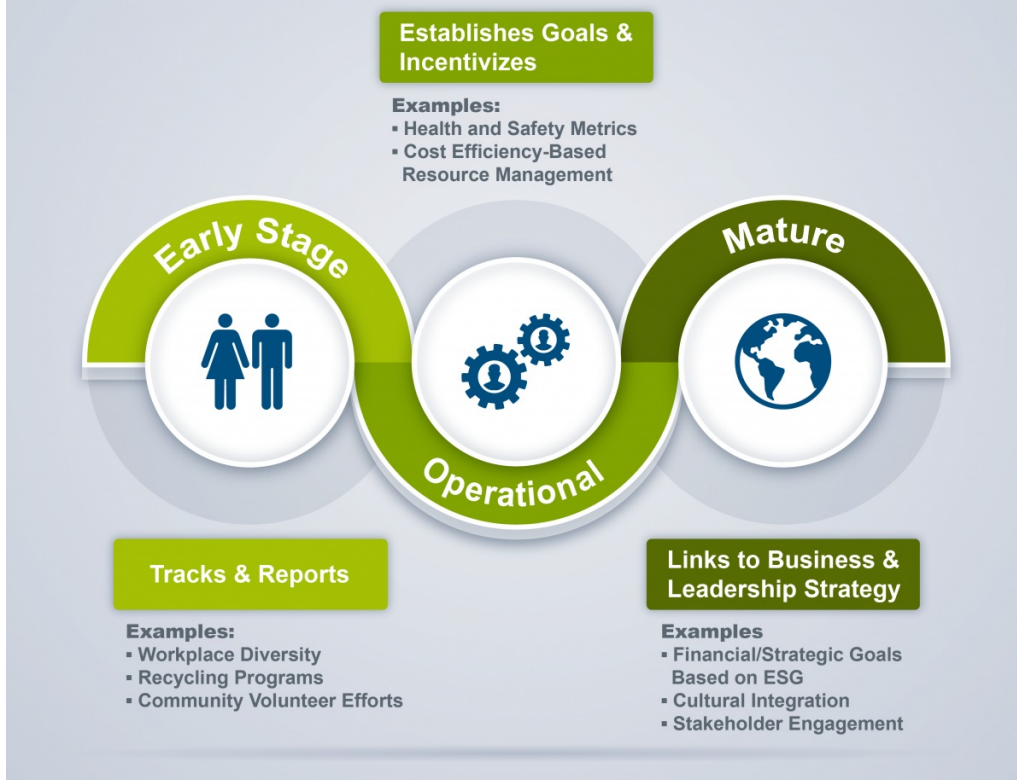 Establishes Goals &
Incentivizes
Examples:
▪ Health and Safety Metrics
▪ Cost Efficiency-Based
Resource Management
Early Stage
Mature
Operational
Tracks & Reports
Examples:
▪ Workplace Diversity
▪ Recycling Programs
▪ Community Volunteer Efforts
Links to Business &
Leadership Strategy
Examples
▪ Financial/Strategic Goals
Based on ESG
▪ Cultural Integration
▪ Stakeholder Engagement